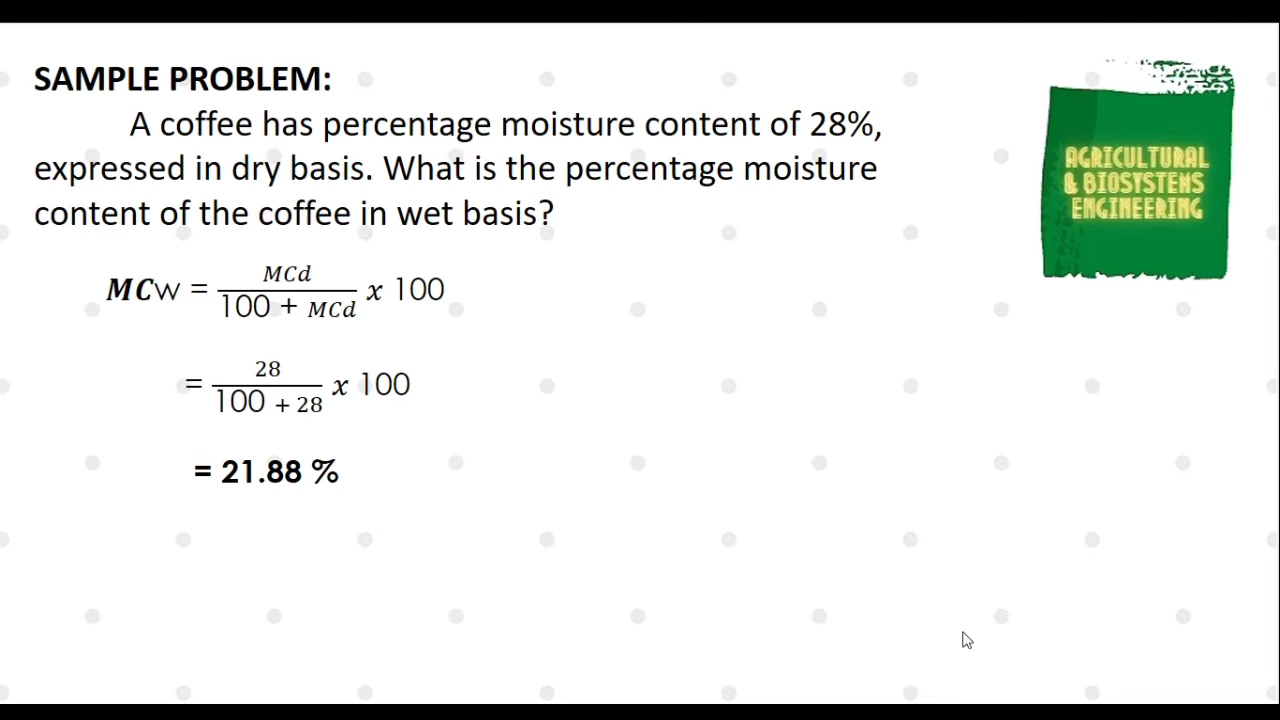 SAMPLE PROBLEM:
A coffee has percentage moisture content of 28%,
expressed in dry basis. What is the percentage moisture
content of the coffee in wet basis?
MCw = MCd / 100 + MCd x 100
= 28 / 100 + 28 x 100
= 21.88 %
AGRICULTURAL
& BIOSYSTEMS
ENGINEERING